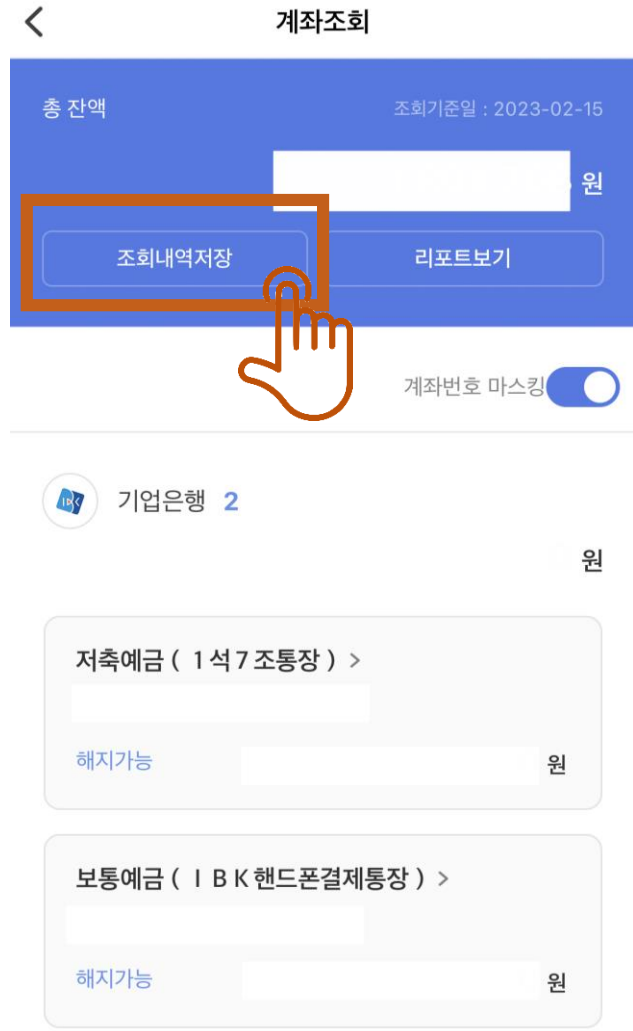 계좌조회
총 잔액
조회기준일 : 2023-02-15
원
조회내역저장
리포트보기
계좌번호 마스킹
IBK
기업은행 2
원
저축예금 ( 1석7조통장 ) >
해지가능
원
보통예금 ( I B K핸드폰결제통장 ) >
해지가능
원